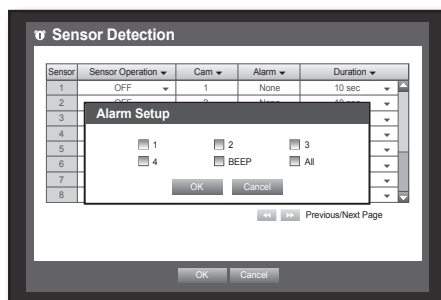 Sensor Detection
Sensor Sensor Operation Cam Alarm Duration
1 OFF 1 None 10 sec
2
3
4
5
6
7
8
Alarm Setup
1 2 3
4 BEEP All
OK Cancel
Previous/Next Page
OK Cancel